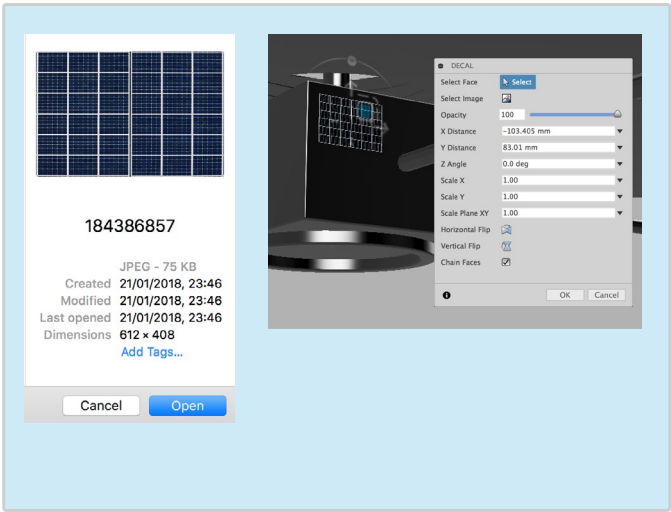 184386857
JPEG - 75 KB
Created 21/01/2018, 23:46
Modified 21/01/2018, 23:46
Last opened 21/01/2018, 23:46
Dimensions 612 × 408
Add Tags...
Cancel Open
DECAL
Select Face Select
Select Image
Opacity 100
X Distance -103.405 mm
Y Distance 83.01 mm
Z Angle 0.0 deg
Scale X 1.00
Scale Y 1.00
Scale Plane XY 1.00
Horizontal Flip
Vertical Flip
Chain Faces
OK Cancel